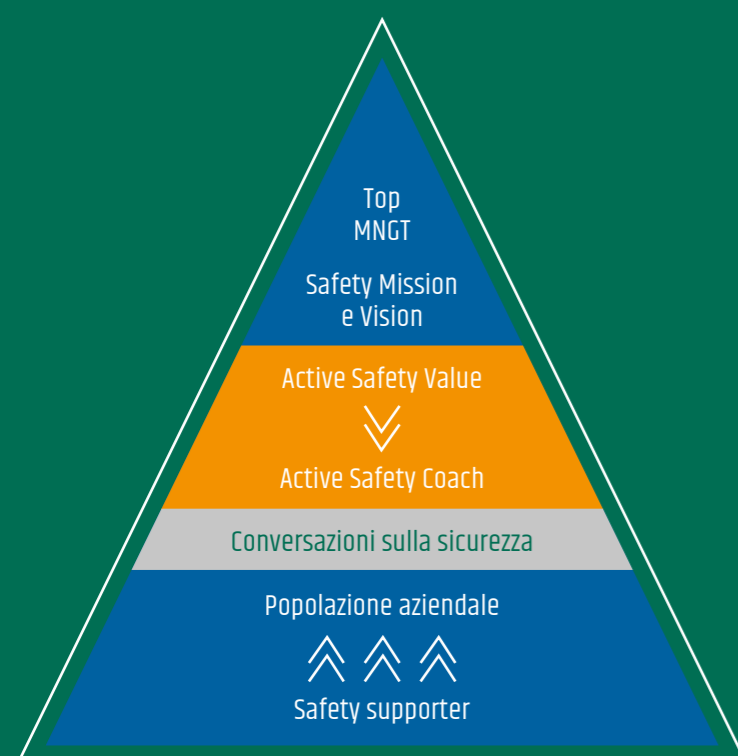 Top
MNGT
Safety Mission
e Vision
Active Safety Value
Active Safety Coach
Conversazioni sulla sicurezza
Popolazione aziendale
Safety supporter